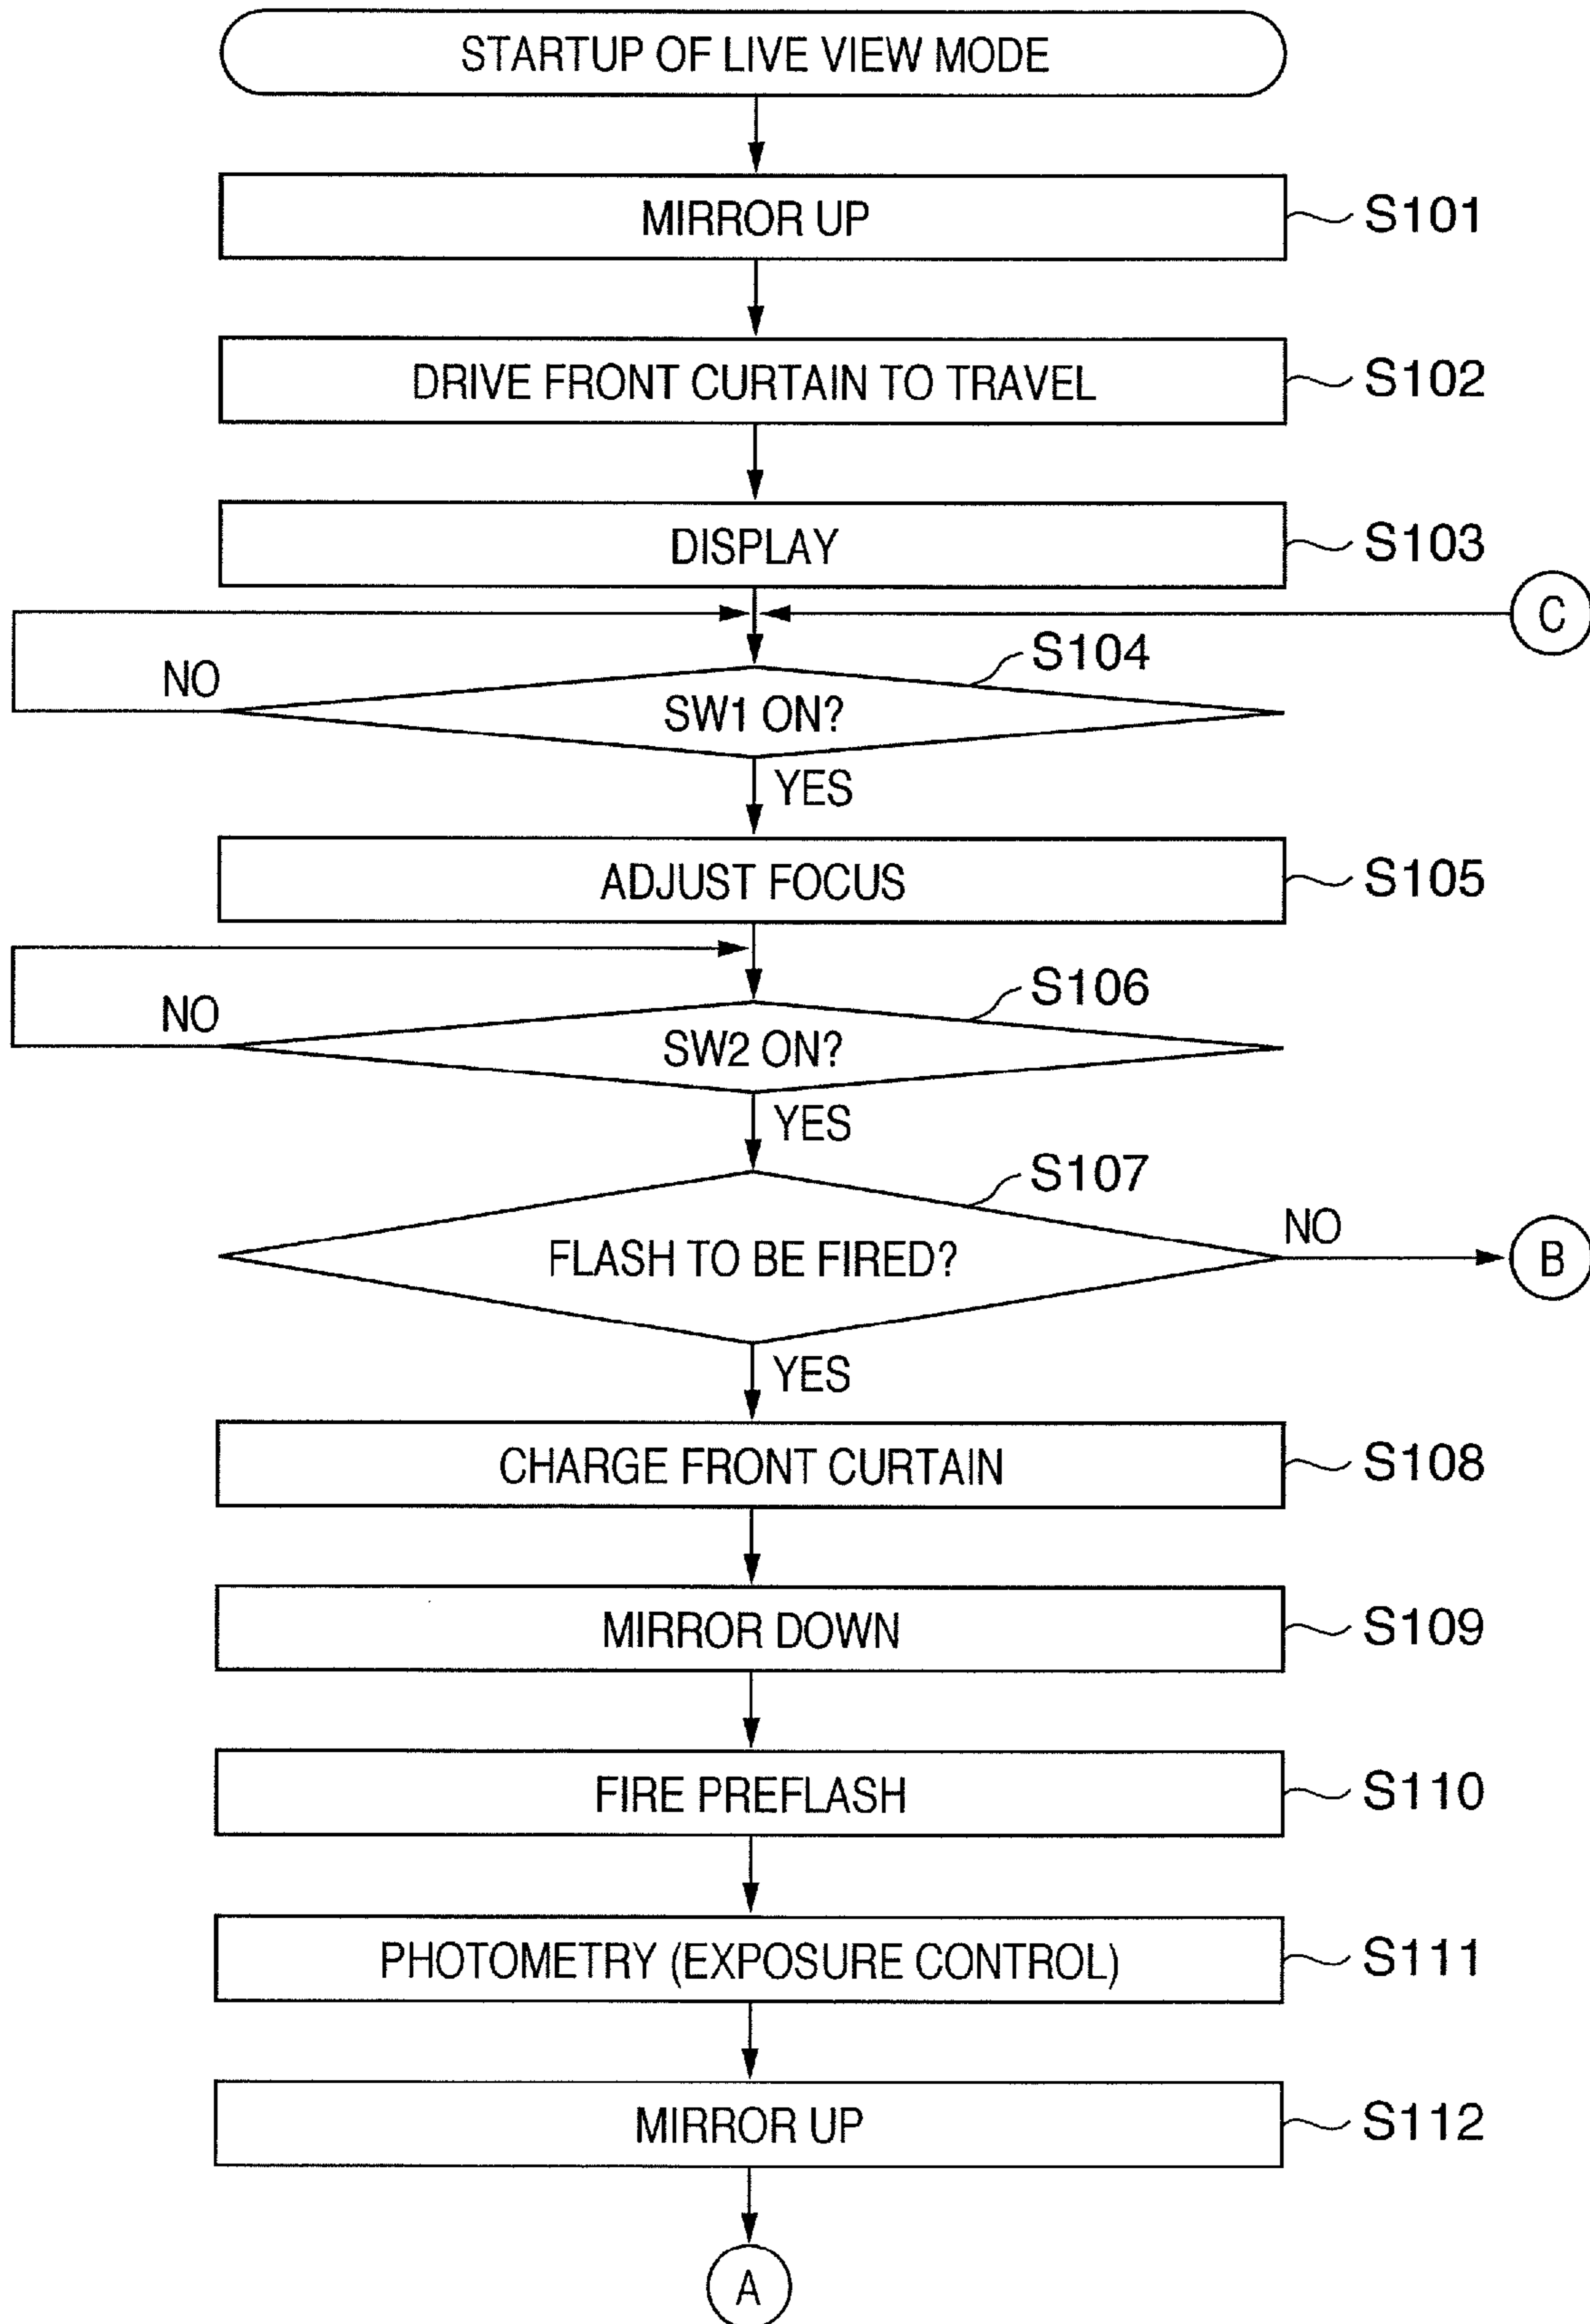 STARTUP OF LIVE VIEW MODE
MIRROR UP
S101
DRIVE FRONT CURTAIN TO TRAVEL
S102
DISPLAY
S103
C
S104
NO
SW1 ON?
YES
ADJUST FOCUS
S105
S106
NO
SW2 ON?
YES
S107
NO
FLASH TO BE FIRED?
B
YES
CHARGE FRONT CURTAIN
S108
MIRROR DOWN
S109
FIRE PREFLASH
S110
PHOTOMETRY (EXPOSURE CONTROL)
S111
MIRROR UP
S112
A